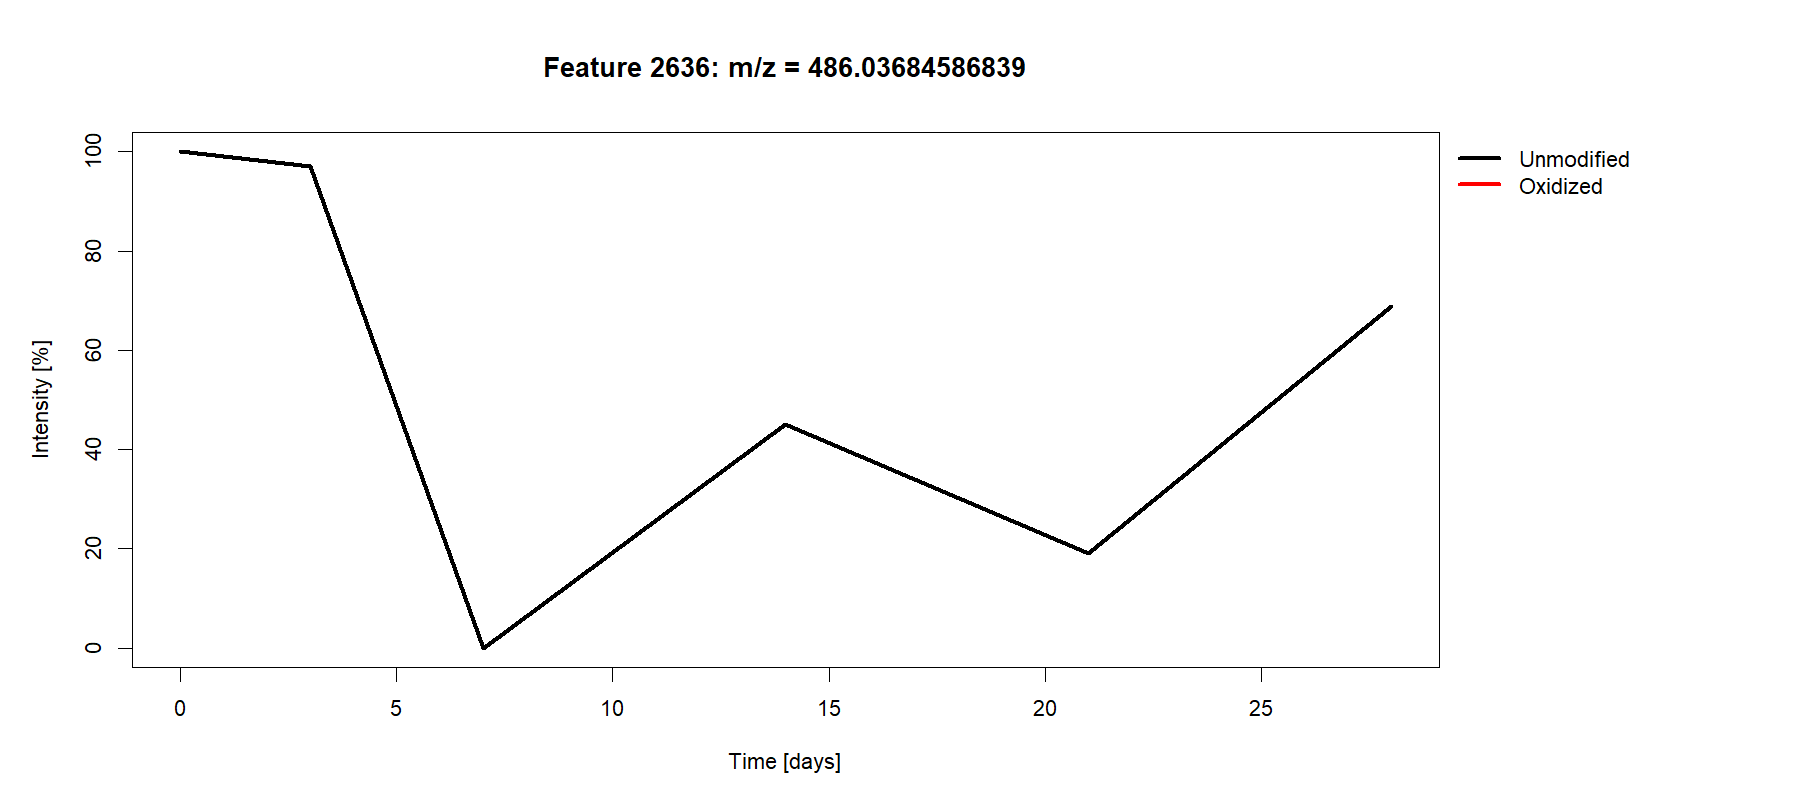 Feature 2636: m/z = 486.03684586839
Unmodified
Oxidized
Intensity [%]
100
80
60
40
20
0
0 5 10 15 20 25
Time [days]